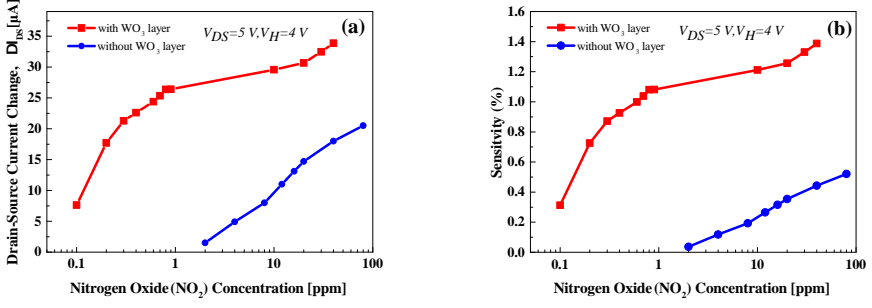 (a)
with WO3 layer
without WO3 layer
VDS=5 V,VH=4 V
Drain-Source Current Change, DIDS [μA]
40
35
30
25
20
15
10
5
0
0.1
1
10
100
Nitrogen Oxide (NO2) Concentration [ppm]
(b)
with WO3 layer
without WO3 layer
VDS=5 V,VH=4 V
Sensitvity (%)
1.6
1.4
1.2
1.0
0.8
0.6
0.4
0.2
0.0
0.1
1
10
100
Nitrogen Oxide (NO2) Concentration [ppm]